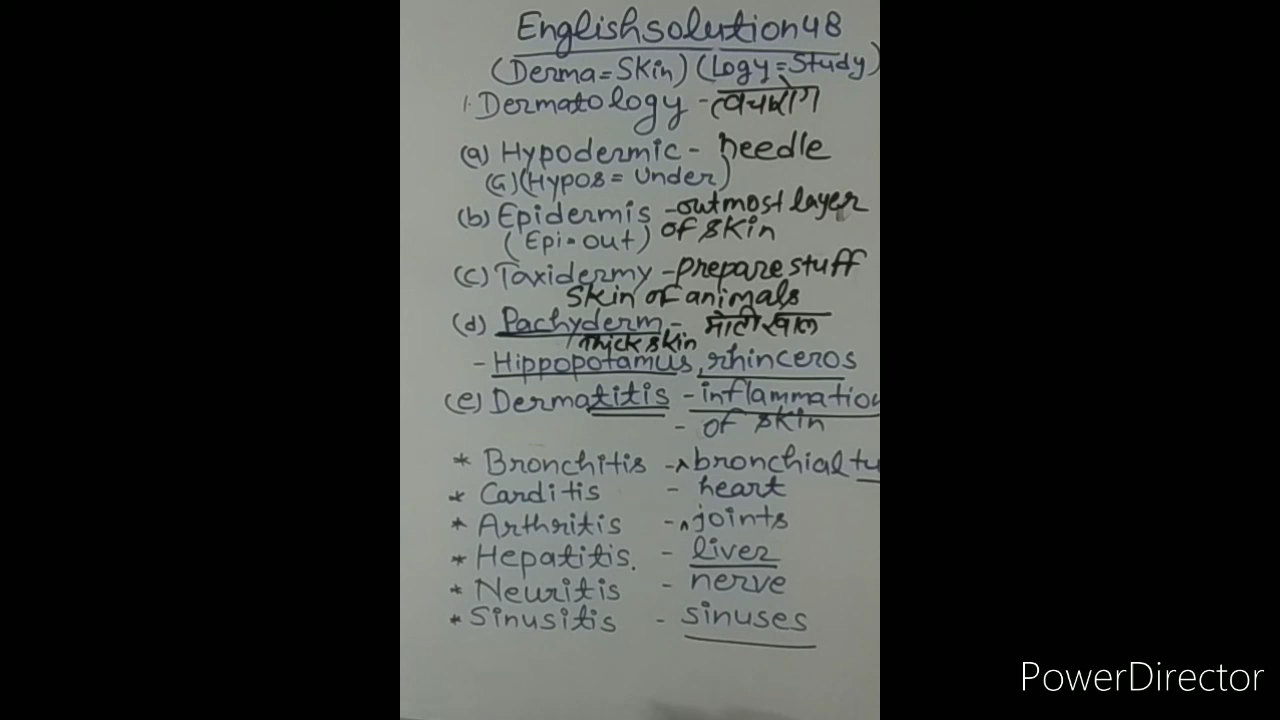 Englishsolution48
(Derma=Skin) (Logy=Study)
1. Dermatology - त्वचारोग
(a) Hypodermic - needle
(G)(Hypos = Under)
(b) Epidermis - outmost layer
(Epi=out) of skin
(c) Taxidermy - prepare stuff
skin of animals
(d) Pachyderm - मोटी खाल
thick skin
- Hippopotamus, rhinceros
(e) Dermatitis - inflammation
- of skin
* Bronchitis - ^ bronchial tu
* Carditis - heart
* Arthritis - ^ joints
* Hepatitis. - liver
* Neuritis - nerve
* Sinusitis - sinuses
PowerDirector